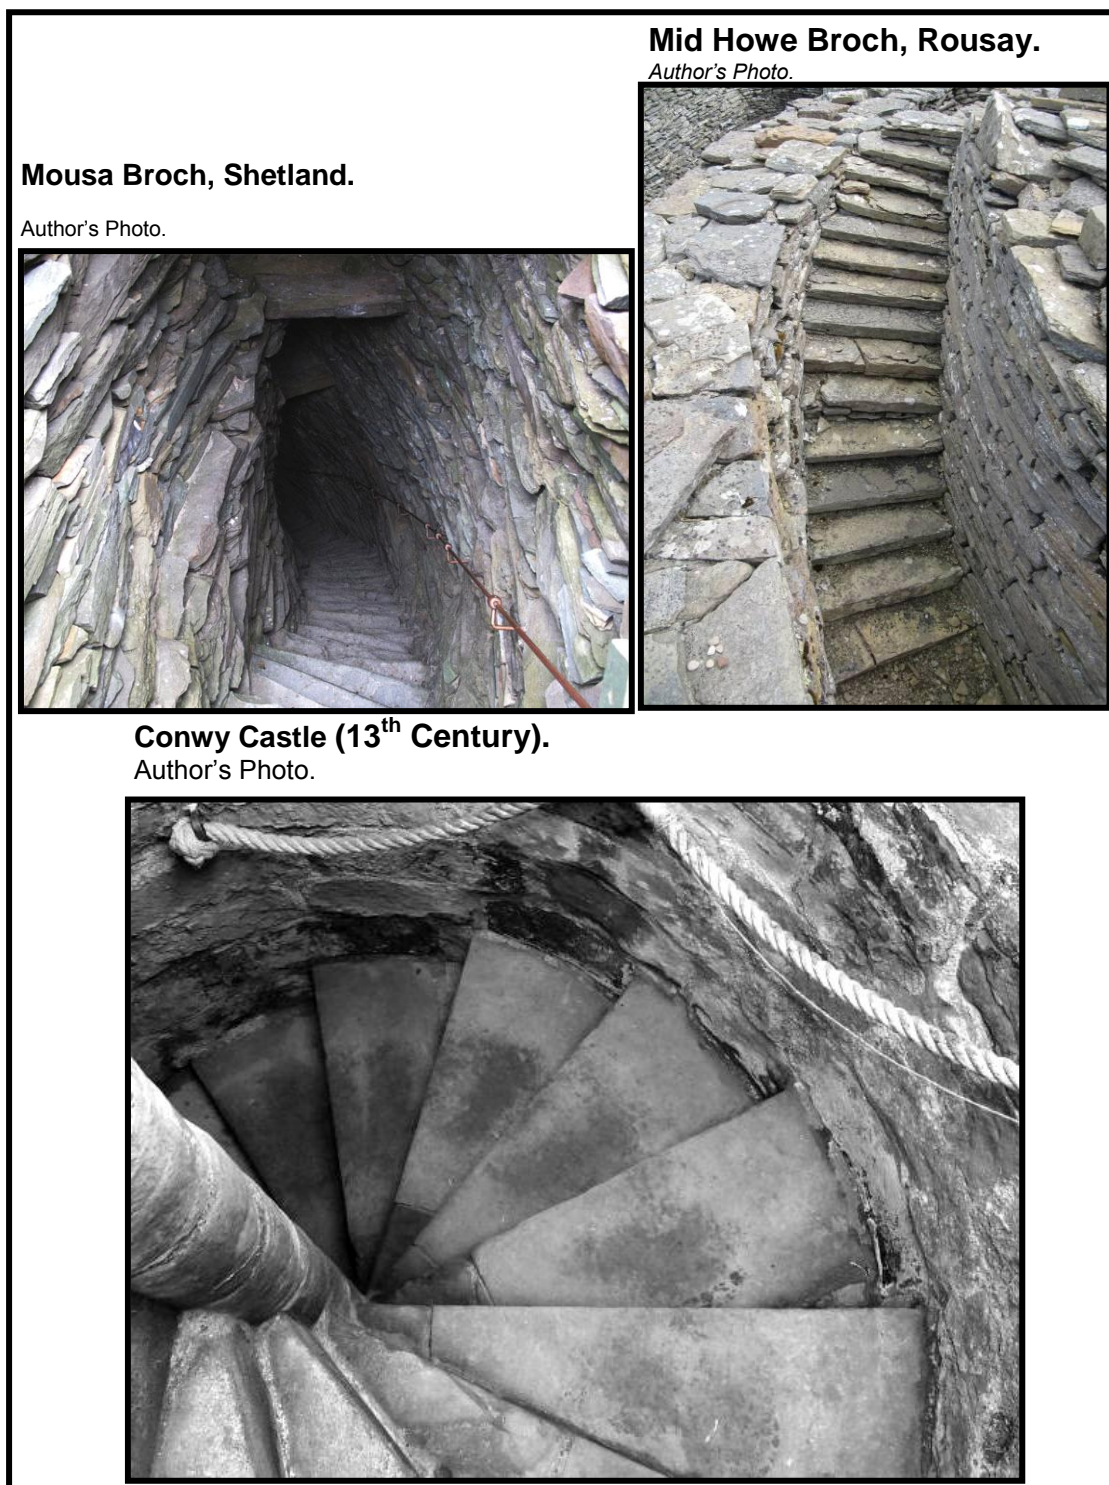 Mid Howe Broch, Rousay.
Author's Photo.
Mousa Broch, Shetland.
Author's Photo.
Conwy Castle (13th Century).
Author's Photo.